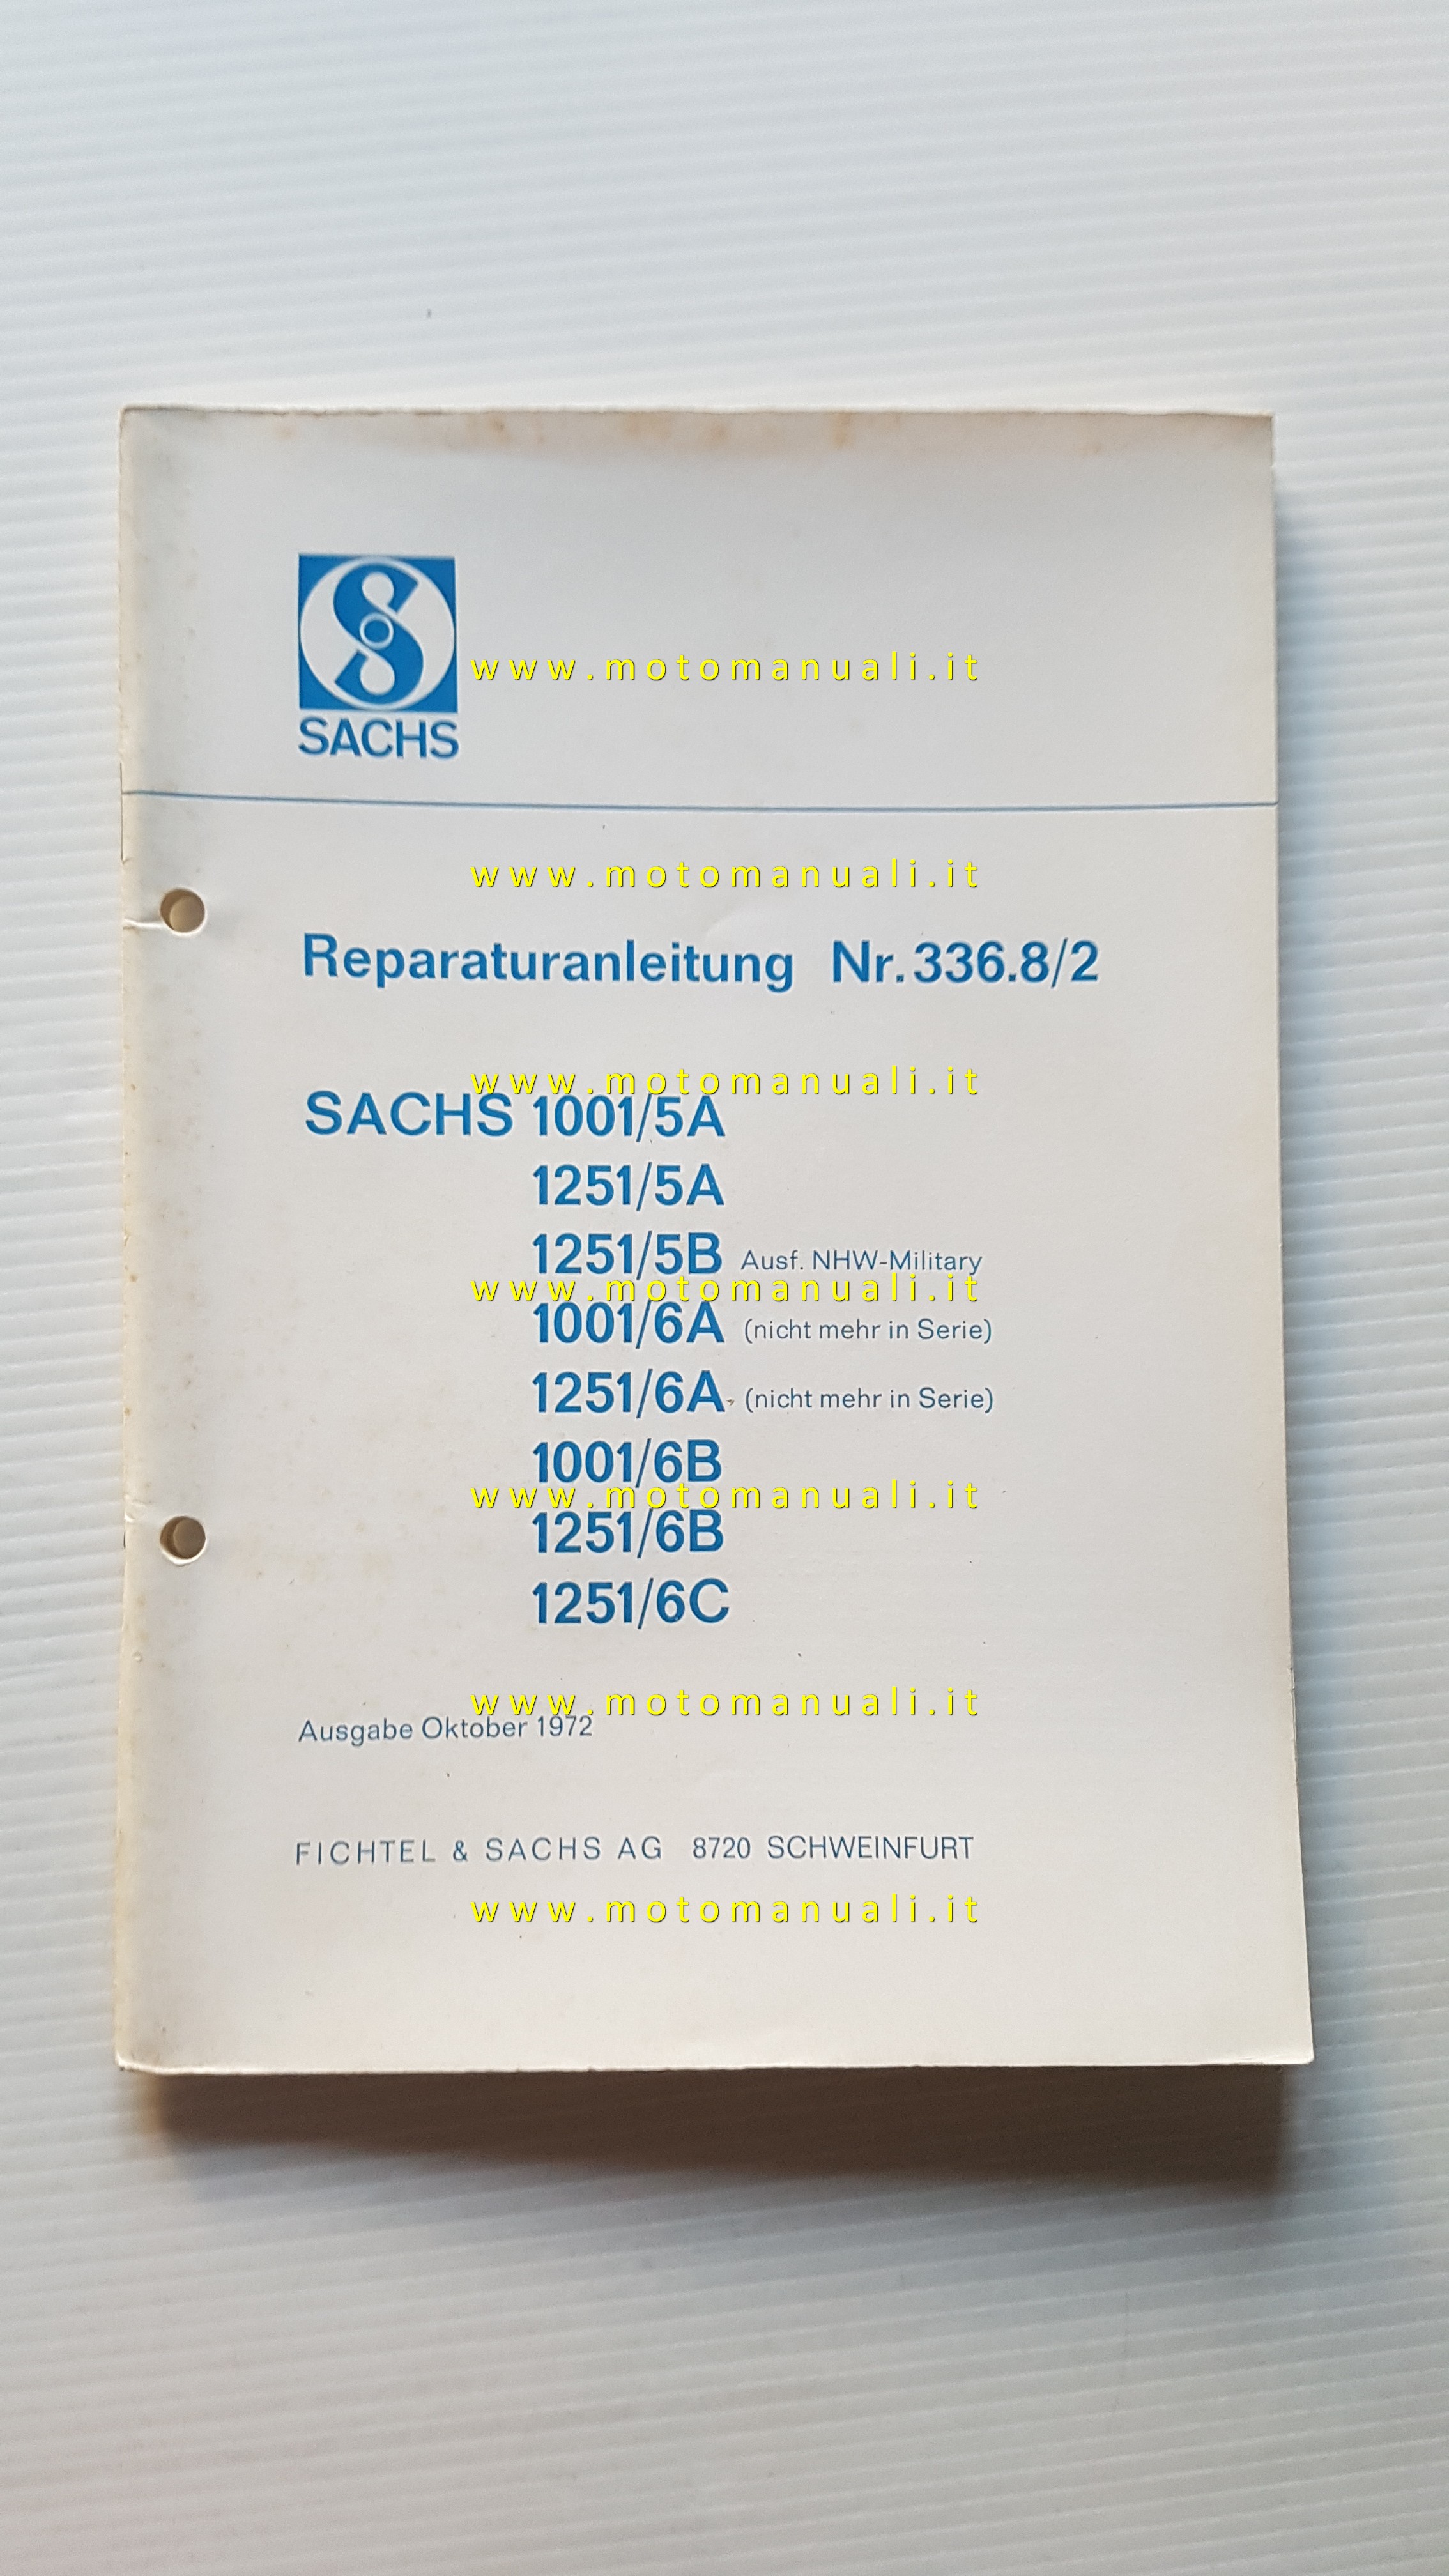 SACHS
www.motomanuali.it
www.motomanuali.it
Reparaturanleitung Nr. 336.8/2
www.motomanuali.it
SACHS 1001/5A
1251/5A
1251/5B Ausf. NHW-Military
www.motomanuali.it
1001/6A (nicht mehr in Serie)
1251/6A (nicht mehr in Serie)
1001/6B
www.motomanuali.it
1251/6B
1251/6C
www.motomanuali.it
Ausgabe Oktober 1972
FICHTEL & SACHS AG 8720 SCHWEINFURT
www.motomanuali.it